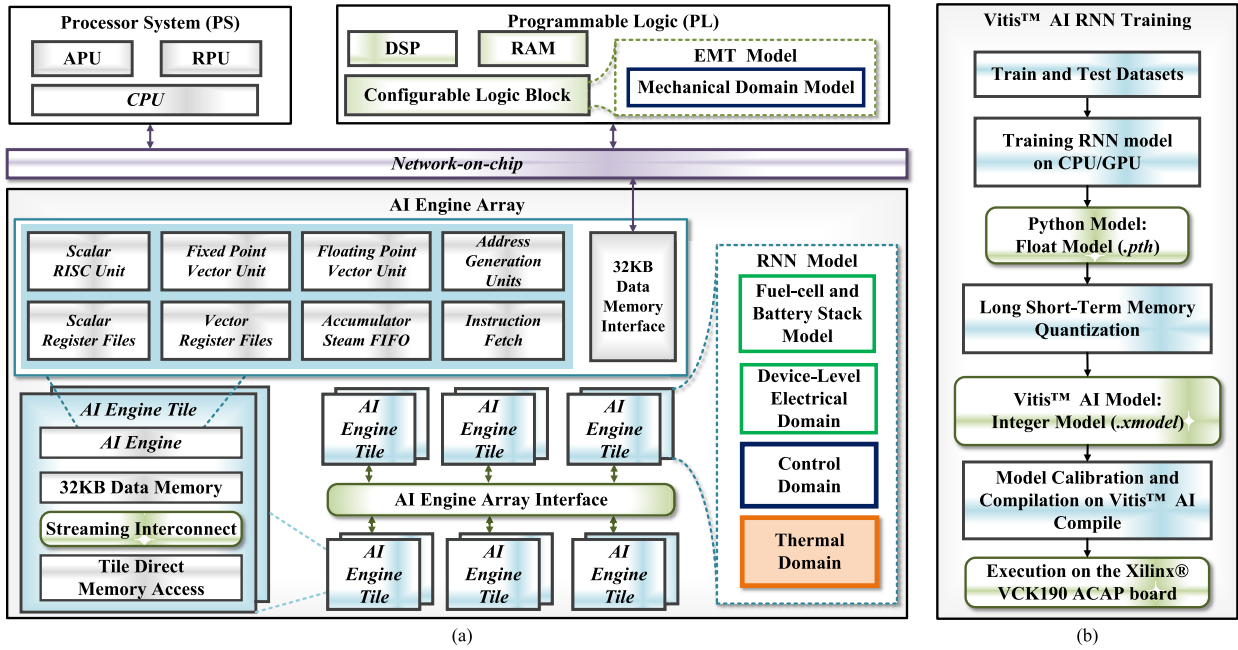 Processor System (PS)
APU
RPU
CPU
Programmable Logic (PL)
DSP
RAM
Configurable Logic Block
EMT Model
Mechanical Domain Model
Network-on-chip
AI Engine Array
Scalar
RISC Unit
Fixed Point
Vector Unit
Floating Point
Vector Unit
Address
Generation
Units
Scalar
Register Files
Vector
Register Files
Accumulator
Steam FIFO
Instruction
Fetch
32KB
Data
Memory
Interface
RNN Model
Fuel-cell and
Battery Stack
Model
Device-Level
Electrical
Domain
Control
Domain
Thermal
Domain
AI Engine Tile
AI Engine
32KB Data Memory
Streaming Interconnect
Tile Direct
Memory Access
AI
Engine
Tile
AI
Engine
Tile
AI
Engine
Tile
AI Engine Array Interface
AI
Engine
Tile
AI
Engine
Tile
AI
Engine
Tile
(a)
Vitis™ AI RNN Training
Train and Test Datasets
Training RNN model
on CPU/GPU
Python Model:
Float Model (.pth)
Long Short-Term Memory
Quantization
Vitis™ AI Model:
Integer Model (.xmodel)
Model Calibration and
Compilation on Vitis™ AI
Compile
Execution on the Xilinx®
VCK190 ACAP board
(b)